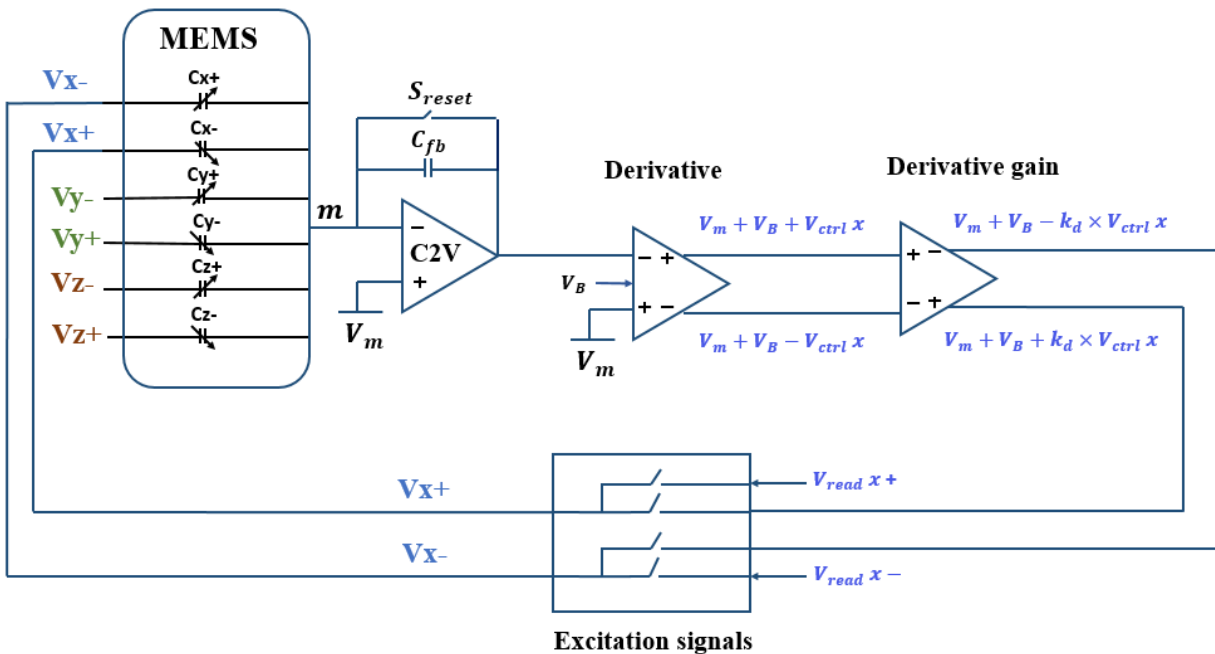 MEMS
Vx-
Cx+
Vx+
Cx-
Vy-
Cy+
Vy+
Cy-
Vz-
Cz+
Vz+
Cz-
m
S_reset
C_fb
−
C2V
+
V_m
Derivative
− +
V_B
+ −
V_m
V_m + V_B + V_ctrl x
V_m + V_B − V_ctrl x
Derivative gain
+ −
− +
V_m + V_B − k_d × V_ctrl x
V_m + V_B + k_d × V_ctrl x
Vx+
V_read x +
Vx-
V_read x −
Excitation signals